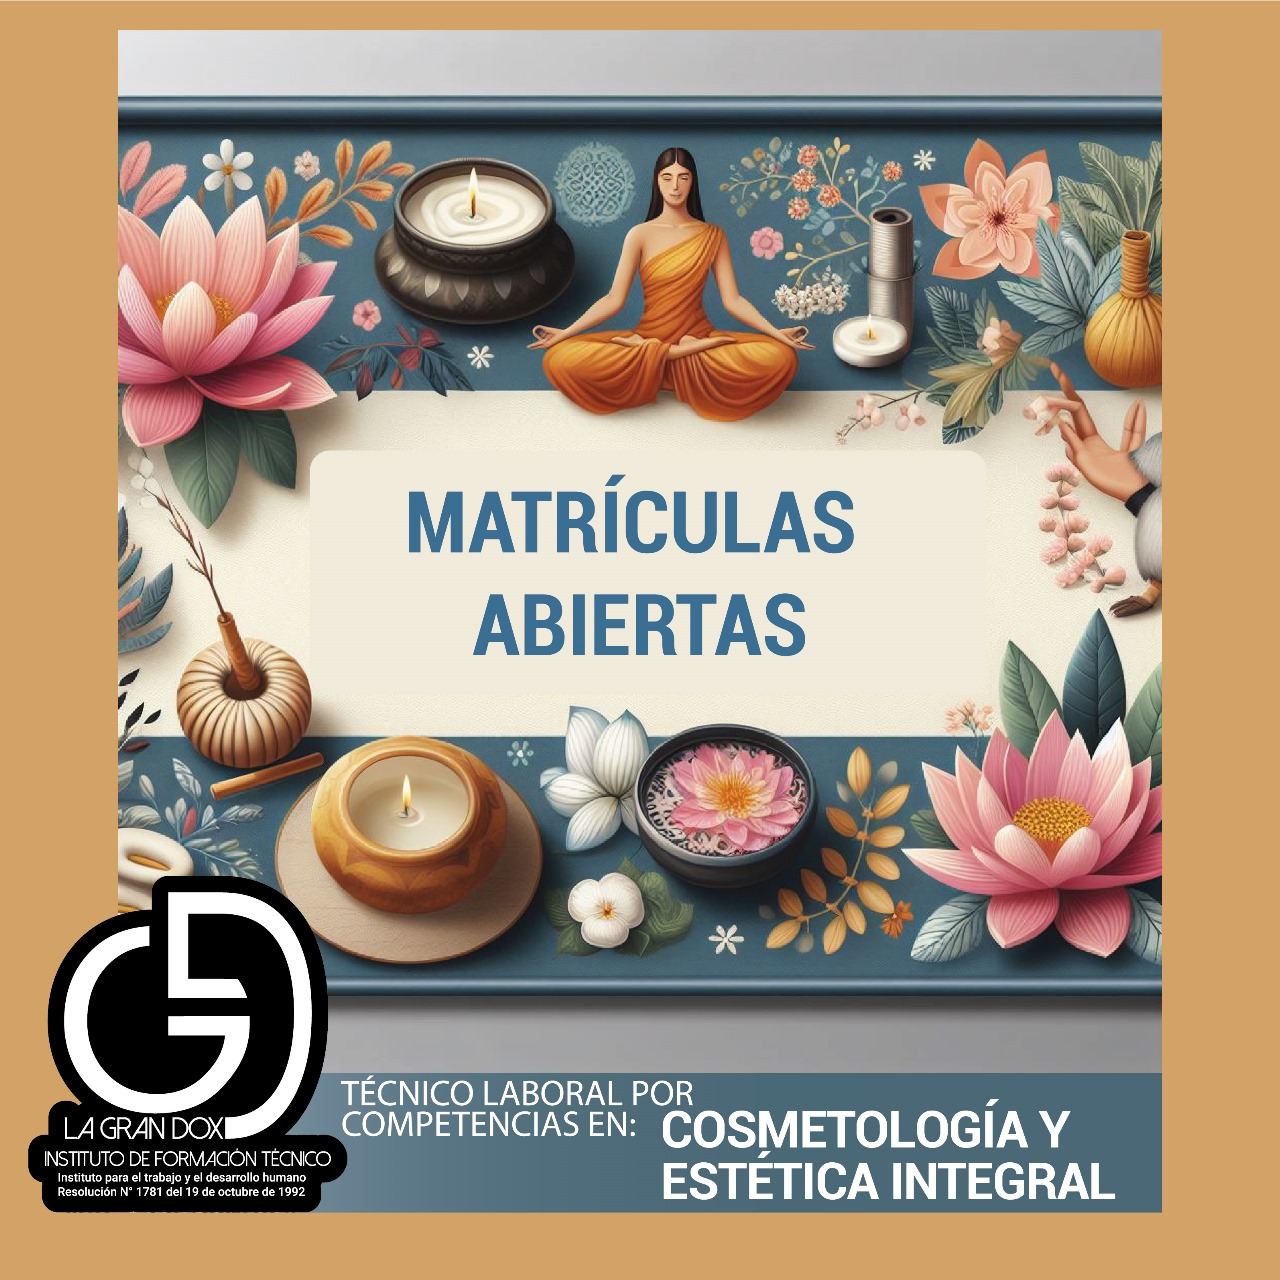 MATRÍCULAS
ABIERTAS
TÉCNICO LABORAL POR
COMPETENCIAS EN:
COSMETOLOGÍA Y
ESTÉTICA INTEGRAL
GD
LA GRAN DOX
INSTITUTO DE FORMACIÓN TÉCNICO
Instituto para el trabajo y el desarrollo humano
Resolución N° 1781 del 19 de octubre de 1992